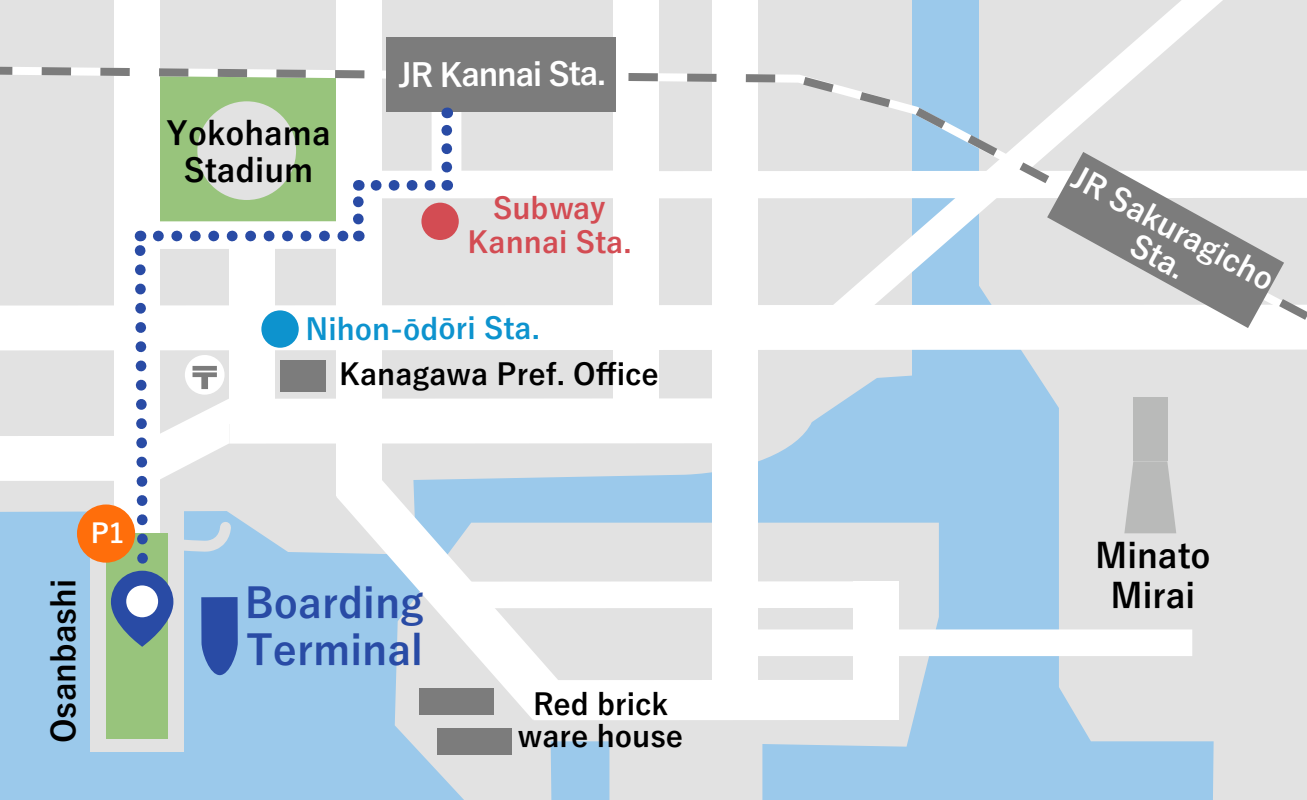 JR Kannai Sta.
Yokohama
Stadium
JR Sakuragicho
Sta.
Subway
Kannai Sta.
Nihon-ōdōri Sta.
〒
Kanagawa Pref. Office
P1
Minato
Mirai
Osanbashi
Boarding
Terminal
Red brick
ware house